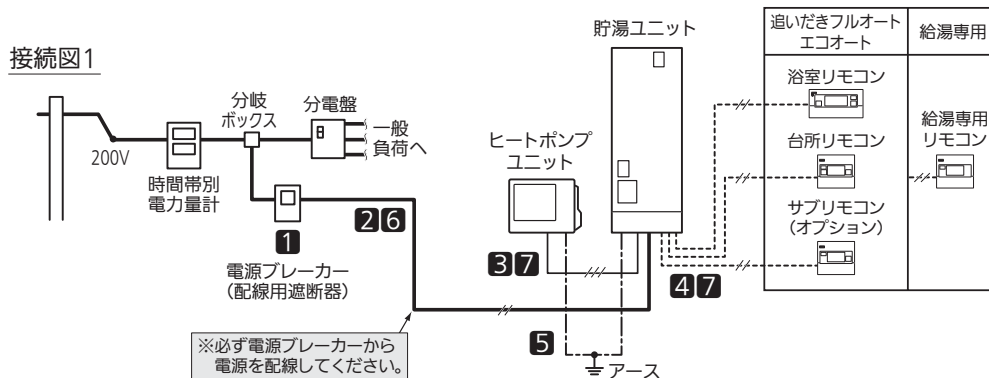 接続図1
200V
時間帯別
電力量計
分岐
ボックス
分電盤
一般
負荷へ
1
電源ブレーカー
（配線用遮断器）
2 6
※必ず電源ブレーカーから
電源を配線してください。
ヒートポンプ
ユニット
3 7
5
アース
貯湯ユニット
4 7
追いだきフルオート
エコオート
給湯専用
浴室リモコン
台所リモコン
サブリモコン
（オプション）
給湯専用
リモコン